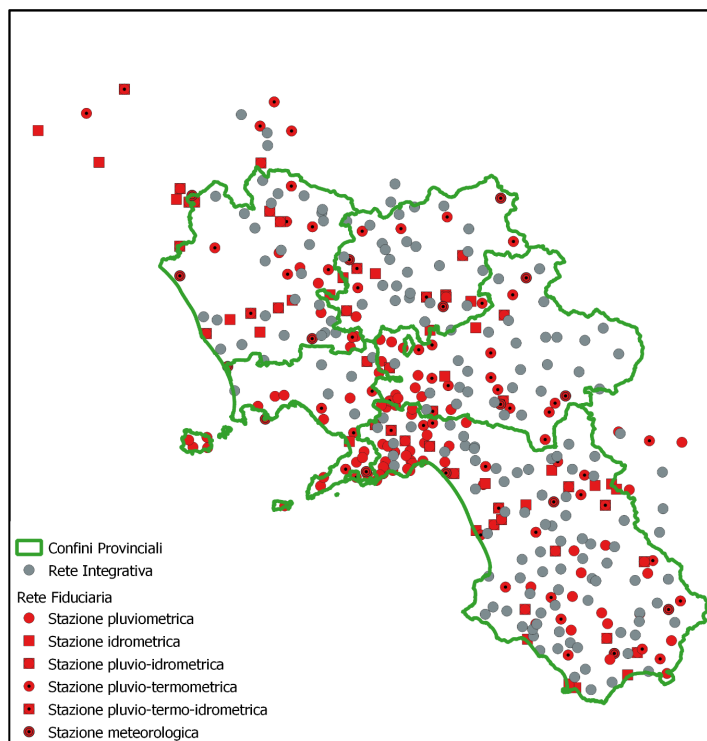 Confini Provinciali
Rete Integrativa
Rete Fiduciaria
Stazione pluviometrica
Stazione idrometrica
Stazione pluvio-idrometrica
Stazione pluvio-termometrica
Stazione pluvio-termo-idrometrica
Stazione meteorologica